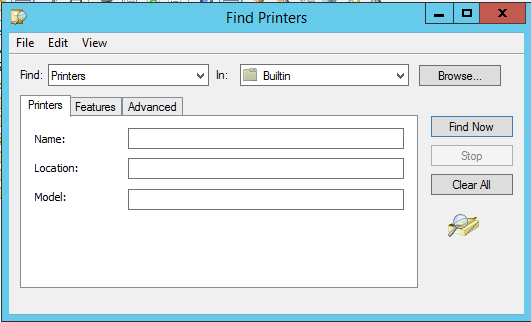 Find Printers
File Edit View
Find: Printers In: Builtin Browse...
Printers Features Advanced
Name:
Location:
Model:
Find Now
Stop
Clear All